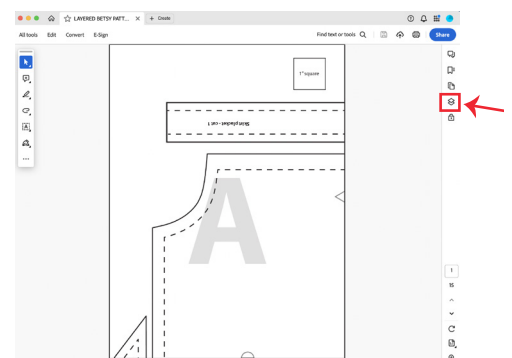 LAYERED BETSY PATT...
+ Create
All tools Edit Convert E-Sign
Find text or tools
Share
1" square
Skirt placket - cut 1
A
A
1
15